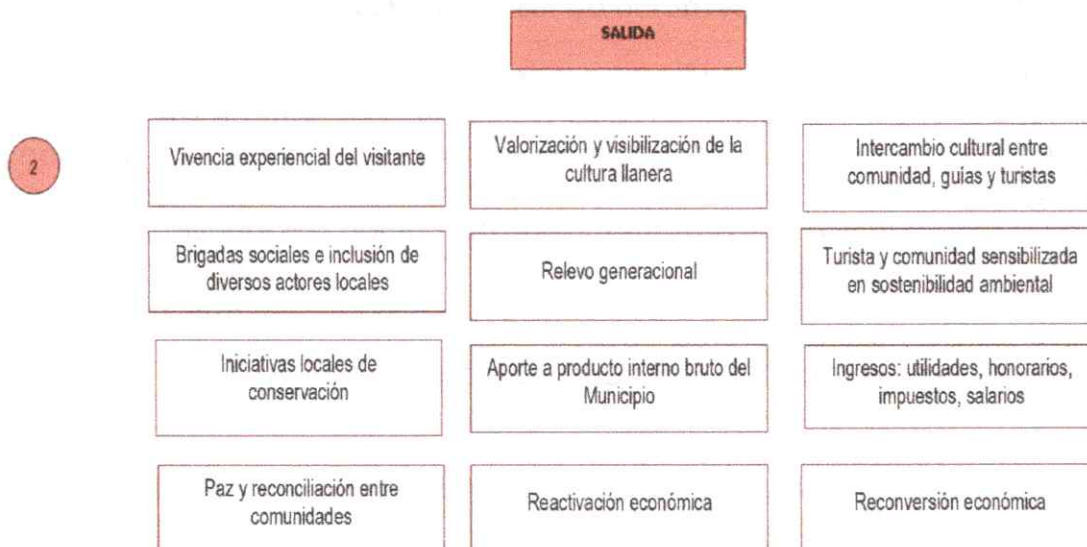 SALIDA
2
Vivencia experiencial del visitante
Valorización y visibilización de la
cultura llanera
Intercambio cultural entre
comunidad, guías y turistas
Brigadas sociales e inclusión de
diversos actores locales
Relevo generacional
Turista y comunidad sensibilizada
en sostenibilidad ambiental
Iniciativas locales de
conservación
Aporte a producto interno bruto del
Municipio
Ingresos: utilidades, honorarios,
impuestos, salarios
Paz y reconciliación entre
comunidades
Reactivación económica
Reconversión económica